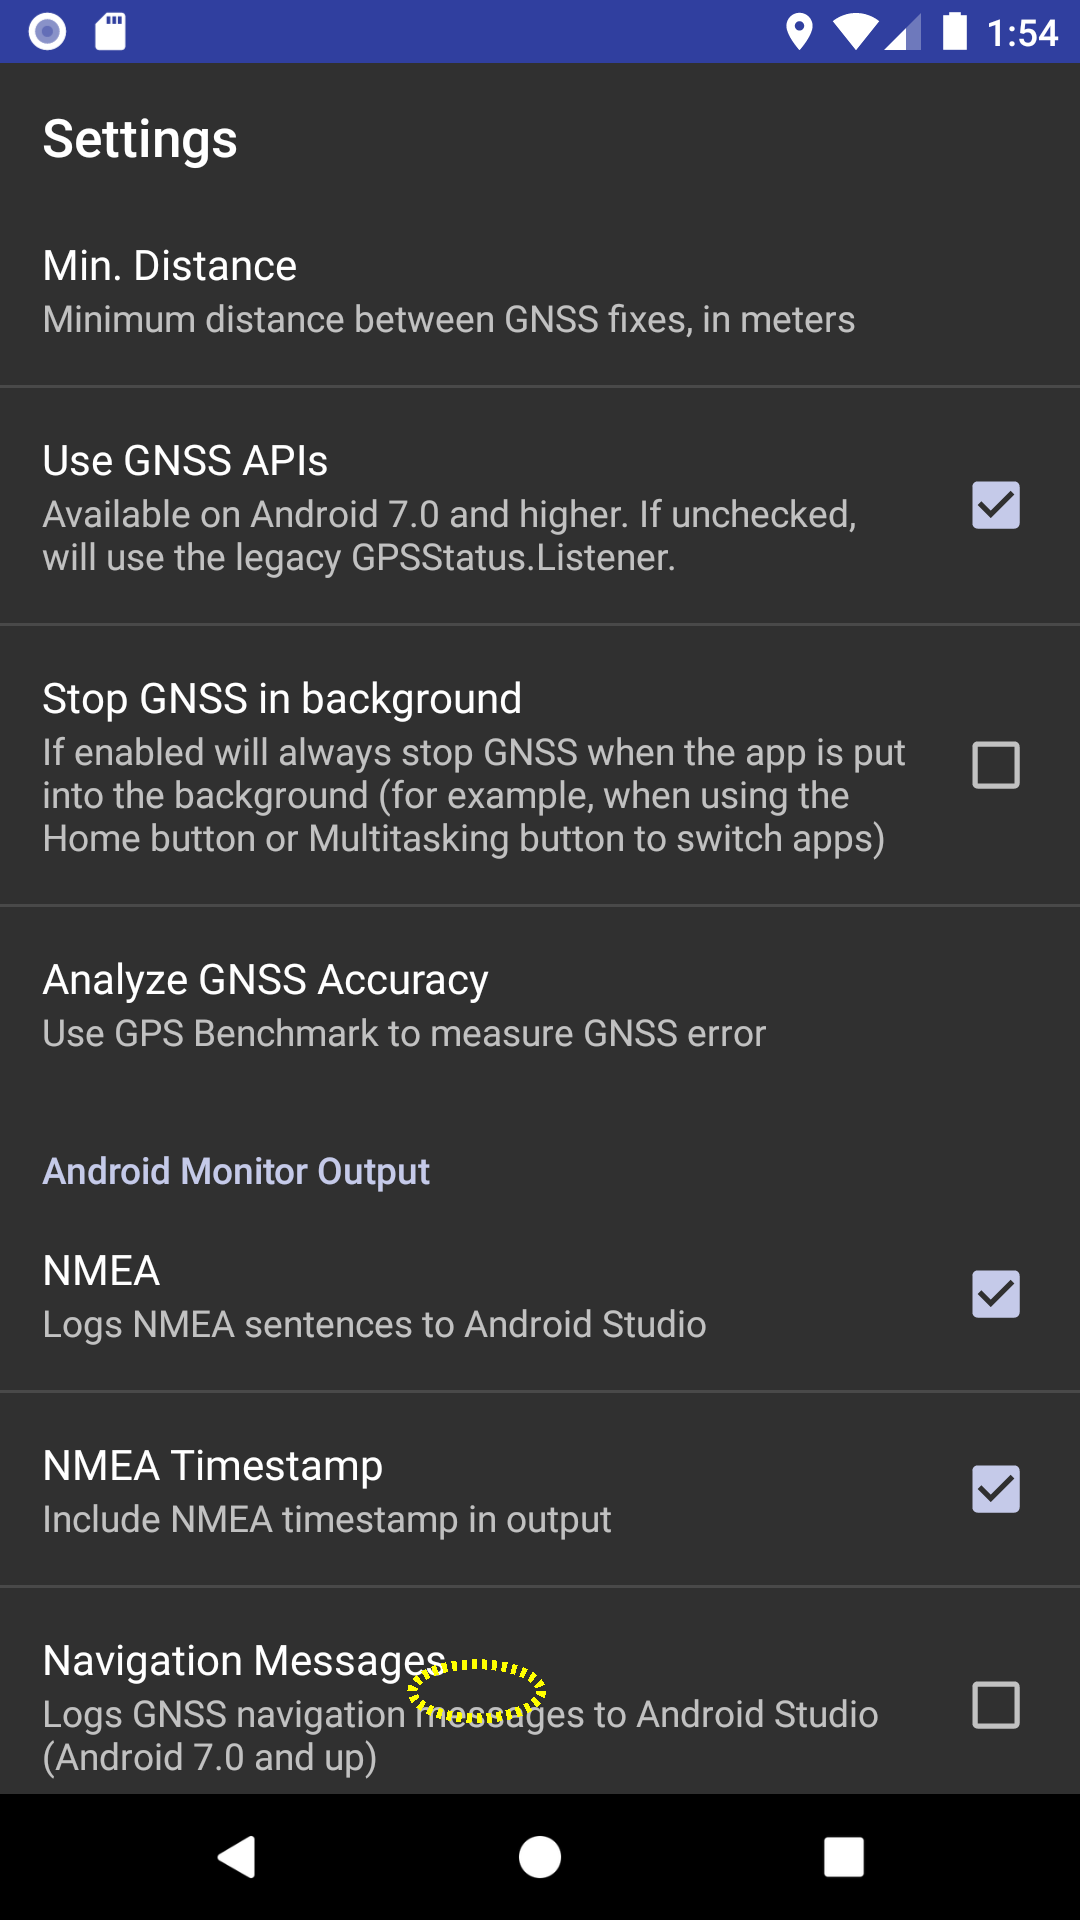 1:54
Settings
Min. Distance
Minimum distance between GNSS fixes, in meters
Use GNSS APIs
Available on Android 7.0 and higher. If unchecked,
will use the legacy GPSStatus.Listener.
Stop GNSS in background
If enabled will always stop GNSS when the app is put
into the background (for example, when using the
Home button or Multitasking button to switch apps)
Analyze GNSS Accuracy
Use GPS Benchmark to measure GNSS error
Android Monitor Output
NMEA
Logs NMEA sentences to Android Studio
NMEA Timestamp
Include NMEA timestamp in output
Navigation Messages
Logs GNSS navigation messages to Android Studio
(Android 7.0 and up)